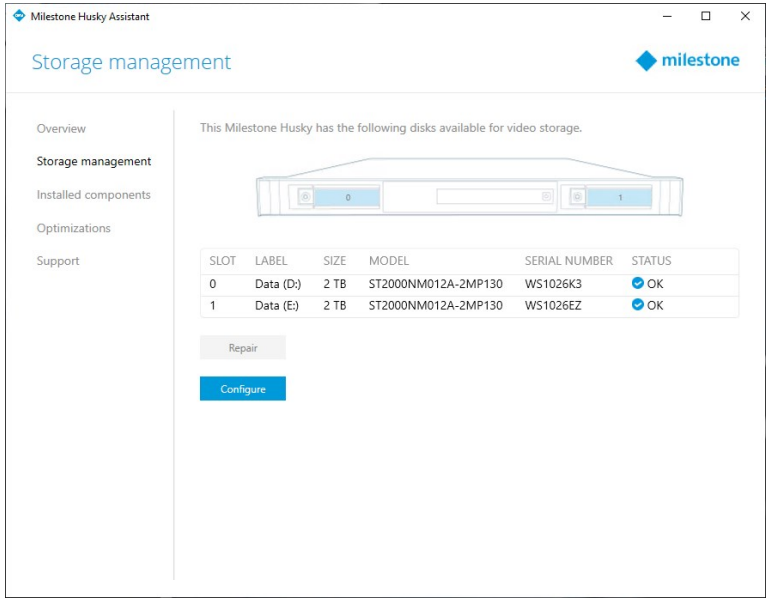 Milestone Husky Assistant
Storage management
milestone
Overview
Storage management
Installed components
Optimizations
Support
This Milestone Husky has the following disks available for video storage.
0 1
SLOT LABEL SIZE MODEL SERIAL NUMBER STATUS
0 Data (D:) 2 TB ST2000NM012A-2MP130 WS1026K3 OK
1 Data (E:) 2 TB ST2000NM012A-2MP130 WS1026EZ OK
Repair
Configure